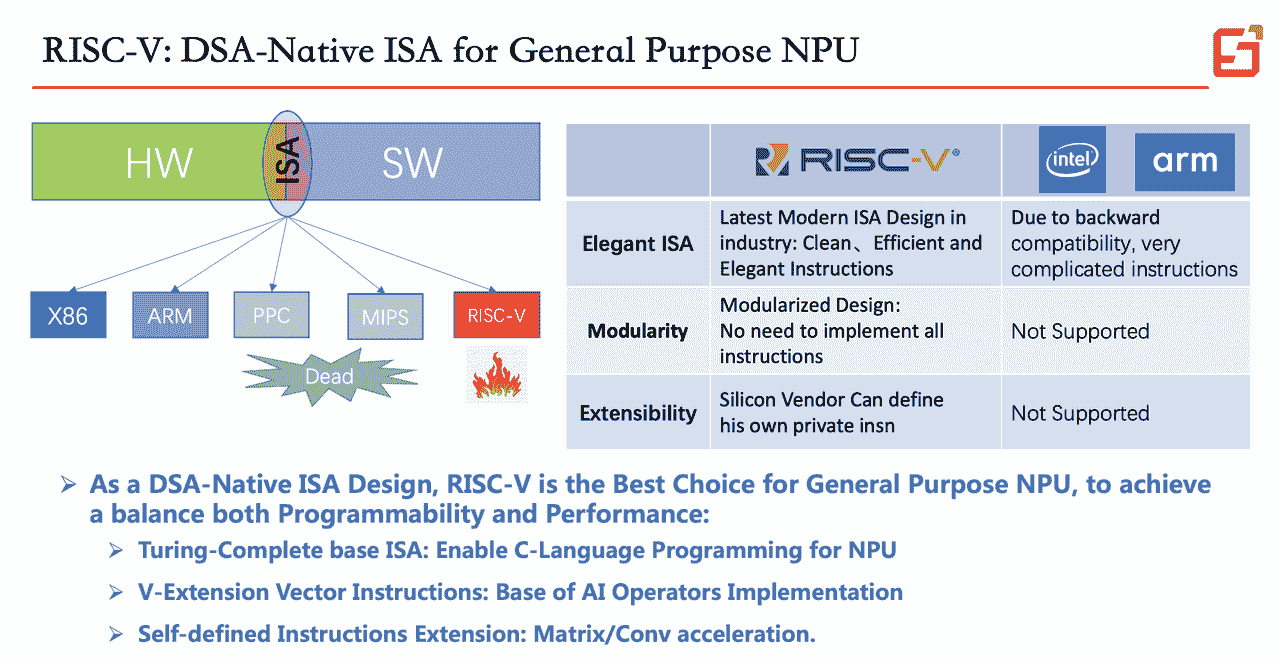 RISC-V: DSA-Native ISA for General Purpose NPU
HW
ISA
SW
X86
ARM
PPC
MIPS
RISC-V
Dead
RISC-V®
intel
arm
Elegant ISA
Latest Modern ISA Design in
industry: Clean、Efficient and
Elegant Instructions
Due to backward
compatibility, very
complicated instructions
Modularity
Modularized Design:
No need to implement all
instructions
Not Supported
Extensibility
Silicon Vendor Can define
his own private insn
Not Supported
➢ As a DSA-Native ISA Design, RISC-V is the Best Choice for General Purpose NPU, to achieve
a balance both Programmability and Performance:
➢ Turing-Complete base ISA: Enable C-Language Programming for NPU
➢ V-Extension Vector Instructions: Base of AI Operators Implementation
➢ Self-defined Instructions Extension: Matrix/Conv acceleration.